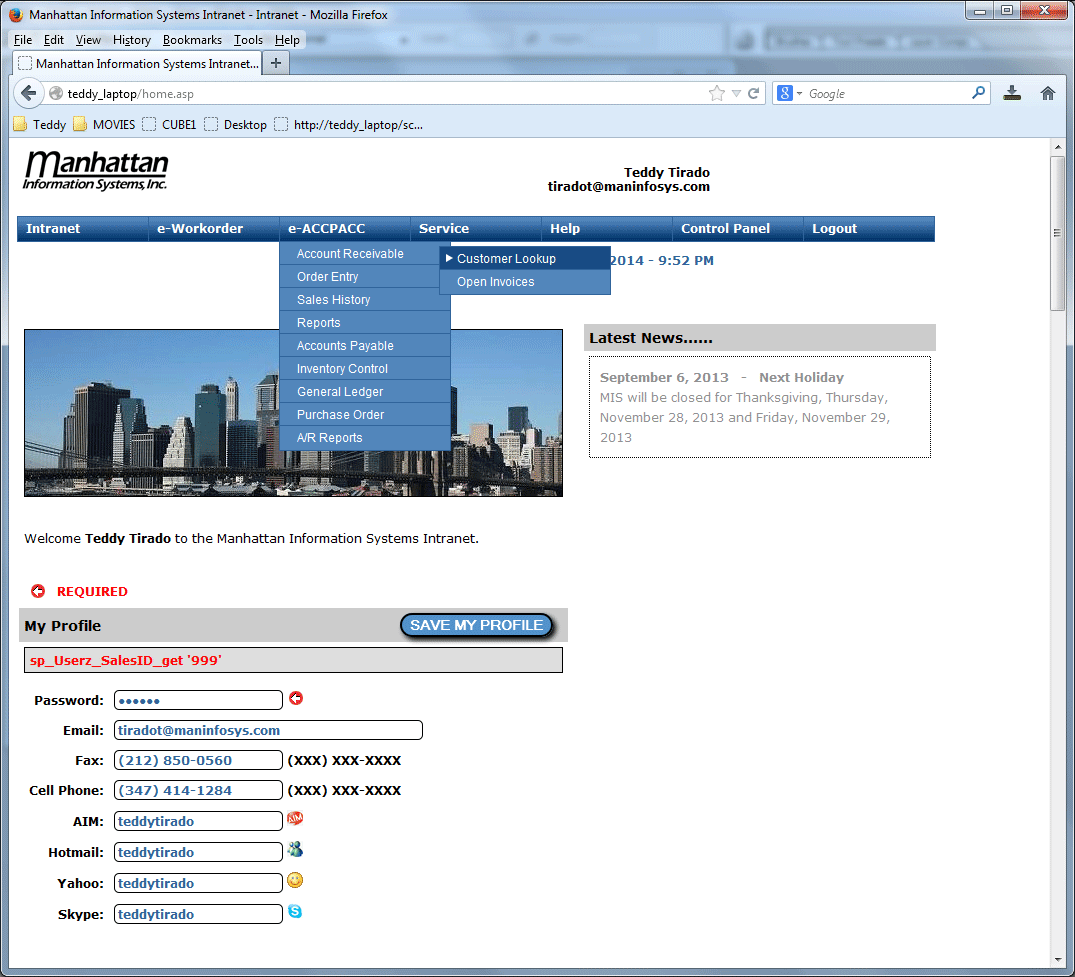 Manhattan Information Systems Intranet - Intranet - Mozilla Firefox
File Edit View History Bookmarks Tools Help
Manhattan Information Systems Intranet...
teddy_laptop/home.asp
Google
Teddy MOVIES CUBE1 Desktop http://teddy_laptop/sc...
Manhattan
Information Systems, Inc.
Teddy Tirado
tiradot@maninfosys.com
Intranet e-Workorder e-ACCPACC Service Help Control Panel Logout
Account Receivable
Customer Lookup
2014 - 9:52 PM
Order Entry
Open Invoices
Sales History
Reports
Accounts Payable
Inventory Control
General Ledger
Purchase Order
A/R Reports
Latest News......
September 6, 2013 - Next Holiday
MIS will be closed for Thanksgiving, Thursday,
November 28, 2013 and Friday, November 29,
2013
Welcome Teddy Tirado to the Manhattan Information Systems Intranet.
REQUIRED
My Profile
SAVE MY PROFILE
sp_Userz_SalesID_get '999'
Password: ••••••
Email: tiradot@maninfosys.com
Fax: (212) 850-0560 (XXX) XXX-XXXX
Cell Phone: (347) 414-1284 (XXX) XXX-XXXX
AIM: teddytirado
Hotmail: teddytirado
Yahoo: teddytirado
Skype: teddytirado